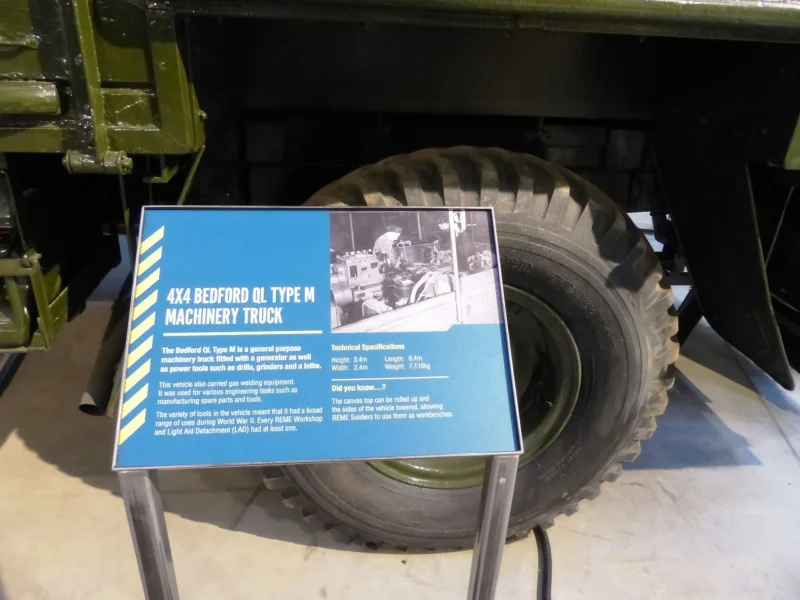 4X4 BEDFORD QL TYPE M
MACHINERY TRUCK
The Bedford QL Type M is a general purpose
machinery truck fitted with a generator as well
as power tools such as drills, grinders and a lathe.
This vehicle also carried gas welding equipment.
It was used for various engineering tasks such as
manufacturing spare parts and tools.
The variety of tools in the vehicle meant that it had a broad
range of uses during World War II. Every REME Workshop
and Light Aid Detachment (LAD) had at least one.
Technical Specifications
Height: 3.4m Length: 6.4m
Width: 2.4m Weight: 7,110kg
Did you know....?
The canvas top can be rolled up and
the sides of the vehicle lowered, allowing
REME Soldiers to use them as workbenches.